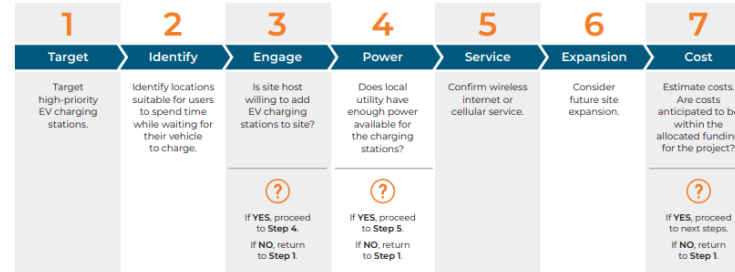 1
2
3
4
5
6
7
Target
Identify
Engage
Power
Service
Expansion
Cost
Target
high-priority
EV charging
stations.
Identify locations
suitable for users
to spend time
while waiting for
their vehicle
to charge.
Is site host
willing to add
EV charging
stations to site?
Does local
utility have
enough power
available for
the charging
stations?
Confirm wireless
internet or
cellular service.
Consider
future site
expansion.
Estimate costs.
Are costs
anticipated to be
within the
allocated funding
for the project?
?
If YES, proceed
to Step 4.
If NO, return
to Step 1.
?
If YES, proceed
to Step 5.
If NO, return
to Step 1.
?
If YES, proceed
to next steps.
If NO, return
to Step 1.